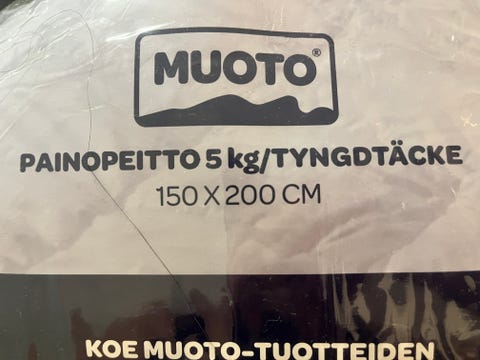 MUOTO®
PAINOPEITTO 5 kg/TYNGDTÄCKE
150 X 200 CM
KOE MUOTO-TUOTTEIDEN